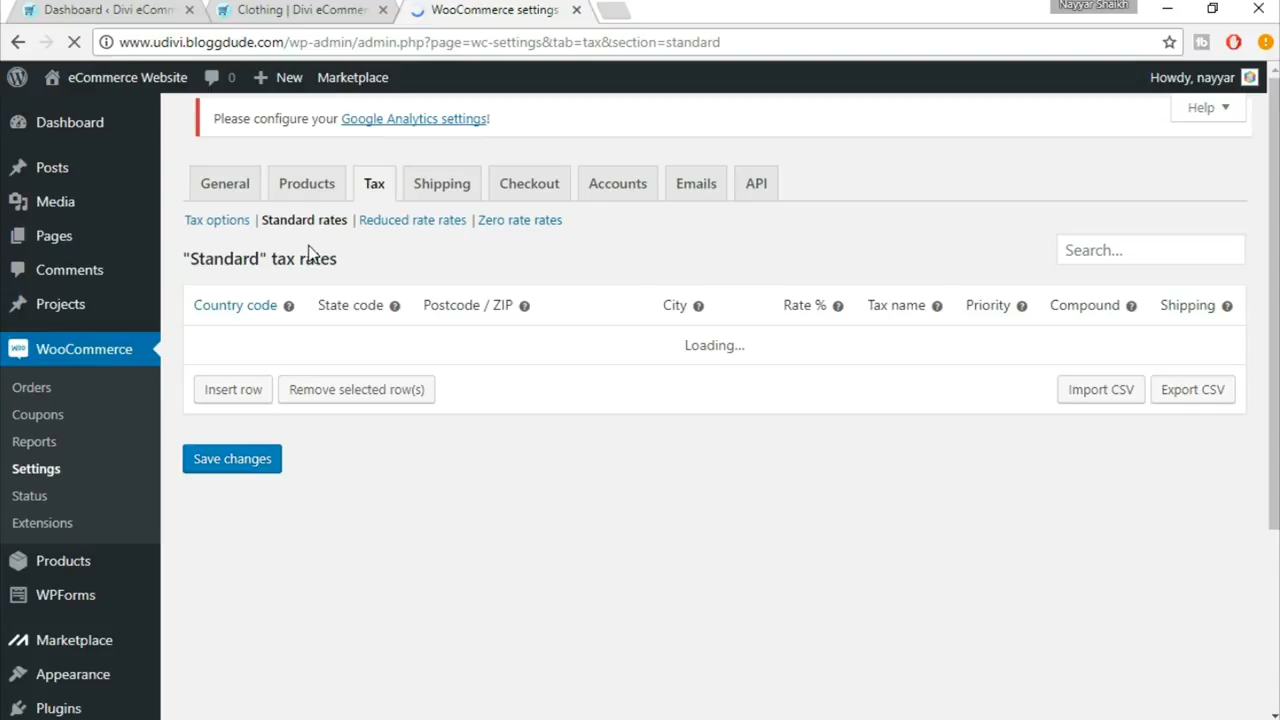 Dashboard ‹ Divi eComm
Clothing | Divi eCommer
WooCommerce settings
Nayyar Shaikh
www.udivi.bloggdude.com/wp-admin/admin.php?page=wc-settings&tab=tax&section=standard
eCommerce Website 0 New Marketplace Howdy, nayyar
Please configure your Google Analytics settings!
Help
General Products Tax Shipping Checkout Accounts Emails API
Tax options | Standard rates | Reduced rate rates | Zero rate rates
"Standard" tax rates
Search...
Country code State code Postcode / ZIP City Rate % Tax name Priority Compound Shipping
Loading...
Insert row Remove selected row(s) Import CSV Export CSV
Save changes
Dashboard
Posts
Media
Pages
Comments
Projects
WooCommerce
Orders
Coupons
Reports
Settings
Status
Extensions
Products
WPForms
Marketplace
Appearance
Plugins